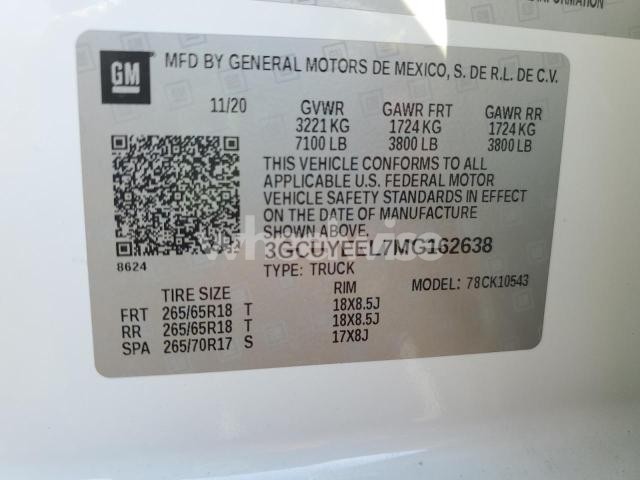 INFORMATION
GM
MFD BY GENERAL MOTORS DE MEXICO, S. DE R.L. DE C.V.
11/20 GVWR GAWR FRT GAWR RR
3221 KG 1724 KG 1724 KG
7100 LB 3800 LB 3800 LB
THIS VEHICLE CONFORMS TO ALL
APPLICABLE U.S. FEDERAL MOTOR
VEHICLE SAFETY STANDARDS IN EFFECT
ON THE DATE OF MANUFACTURE
SHOWN ABOVE.
3GCUYEEL7MG162638
8624 TYPE: TRUCK MODEL: 78CK10543
TIRE SIZE RIM
FRT 265/65R18 T 18X8.5J
RR 265/65R18 T 18X8.5J
SPA 265/70R17 S 17X8J